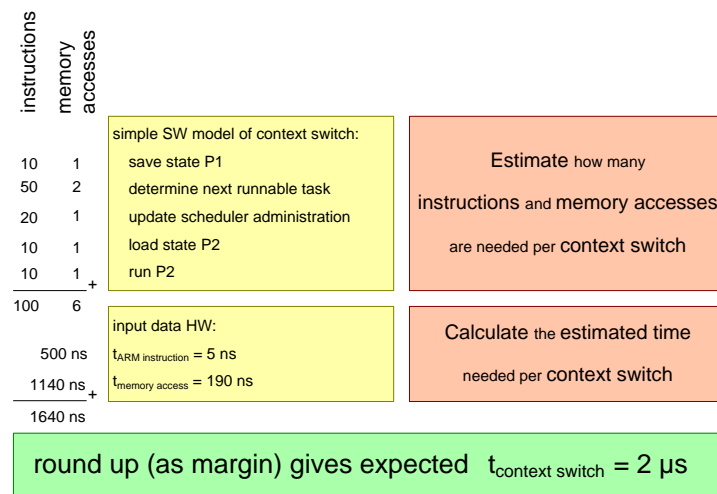 instructions
memory
accesses
simple SW model of context switch:
10 1 save state P1
50 2 determine next runnable task
20 1 update scheduler administration
10 1 load state P2
10 1 run P2
+
100 6
Estimate how many
instructions and memory accesses
are needed per context switch
input data HW:
500 ns tARM instruction = 5 ns
1140 ns tmemory access = 190 ns
+
1640 ns
Calculate the estimated time
needed per context switch
round up (as margin) gives expected tcontext switch = 2 µs